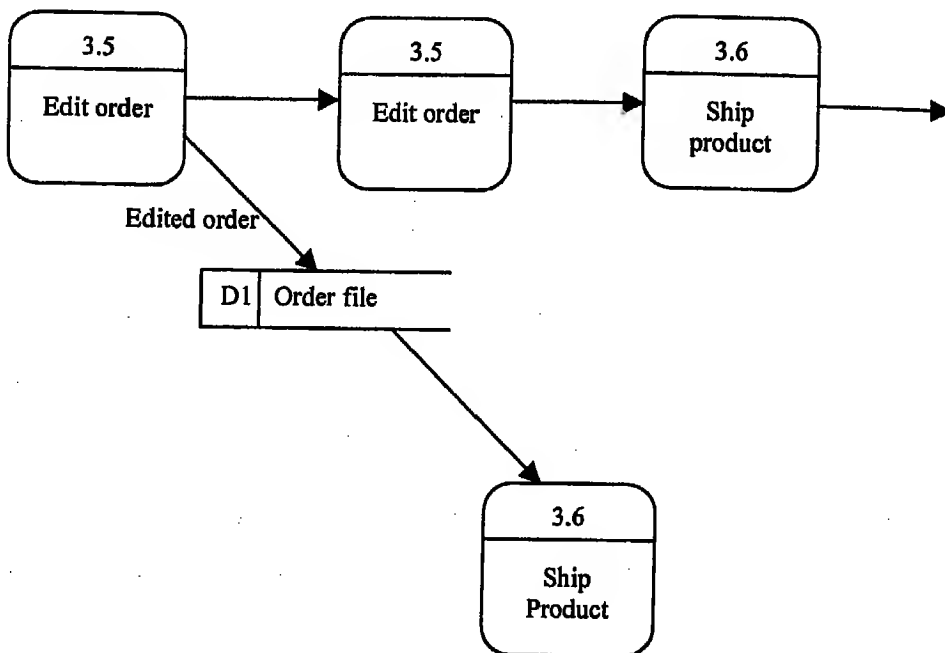 3.5
Edit order
3.5
Edit order
3.6
Ship
product
Edited order
D1 Order file
3.6
Ship
Product